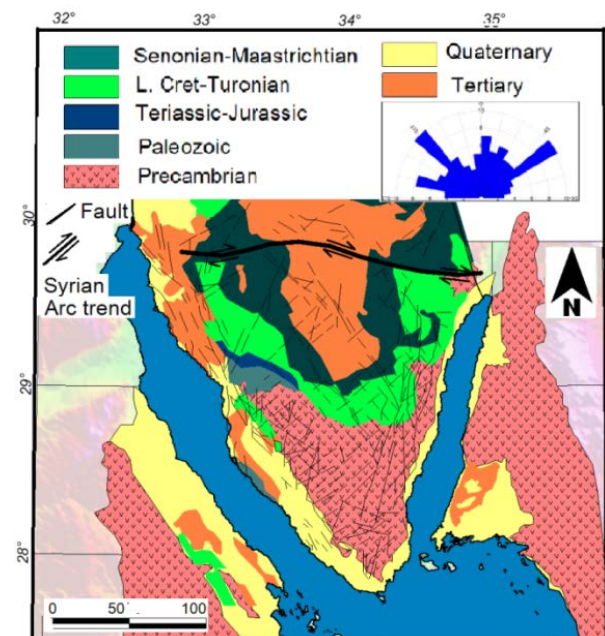 32° 33° 34° 35°
Senonian-Maastrichtian
L. Cret-Turonian
Teriassic-Jurassic
Paleozoic
Precambrian
Quaternary
Tertiary
Fault
Syrian
Arc trend
N
30°
29°
28°
0 50 100